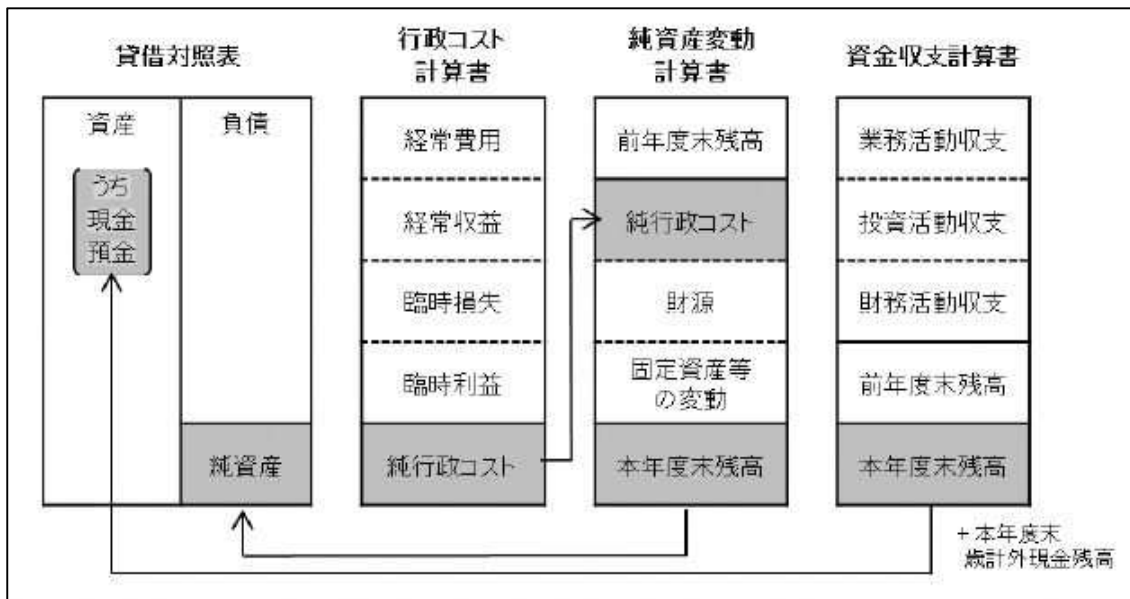 貸借対照表
行政コスト
計算書
純資産変動
計算書
資金収支計算書
資産
うち
現金
預金
負債
純資産
経常費用
経常収益
臨時損失
臨時利益
純行政コスト
前年度末残高
純行政コスト
財源
固定資産等
の変動
本年度末残高
業務活動収支
投資活動収支
財務活動収支
前年度末残高
本年度末残高
+本年度末
歳計外現金残高